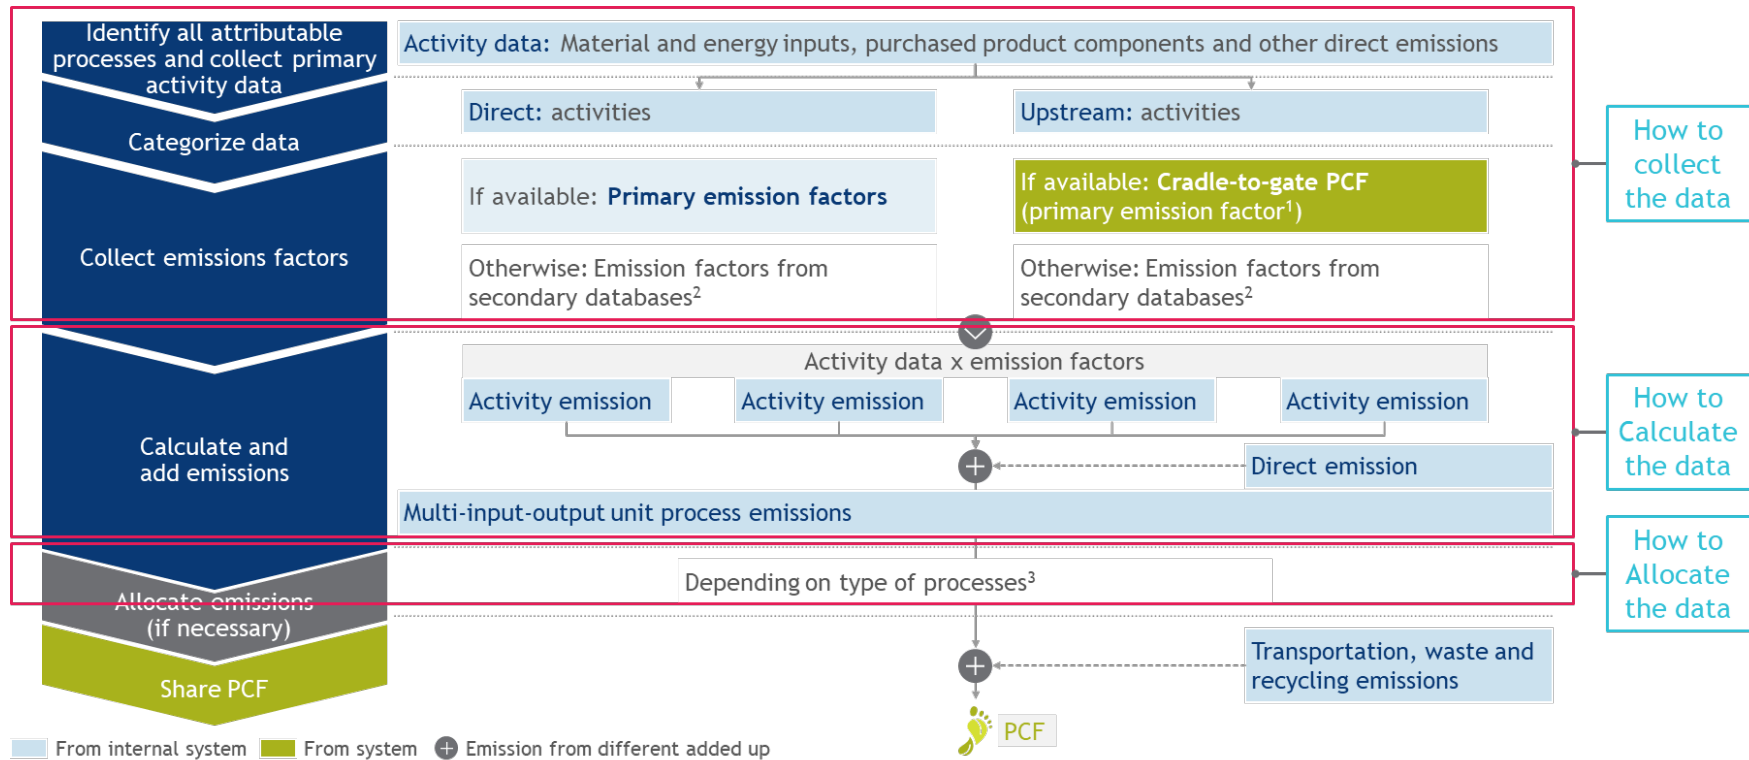 Identify all attributable
processes and collect primary
activity data
Activity data: Material and energy inputs, purchased product components and other direct emissions
Categorize data
Direct: activities
Upstream: activities
How to
collect
the data
Collect emissions factors
If available: Primary emission factors
If available: Cradle-to-gate PCF
(primary emission factor¹)
Otherwise: Emission factors from
secondary databases²
Otherwise: Emission factors from
secondary databases²
Calculate and
add emissions
Activity data x emission factors
Activity emission
Activity emission
Activity emission
Activity emission
Direct emission
Multi-input-output unit process emissions
How to
Calculate
the data
Allocate emissions
(if necessary)
Depending on type of processes³
How to
Allocate
the data
Share PCF
Transportation, waste and
recycling emissions
PCF
From internal system
From system
Emission from different added up